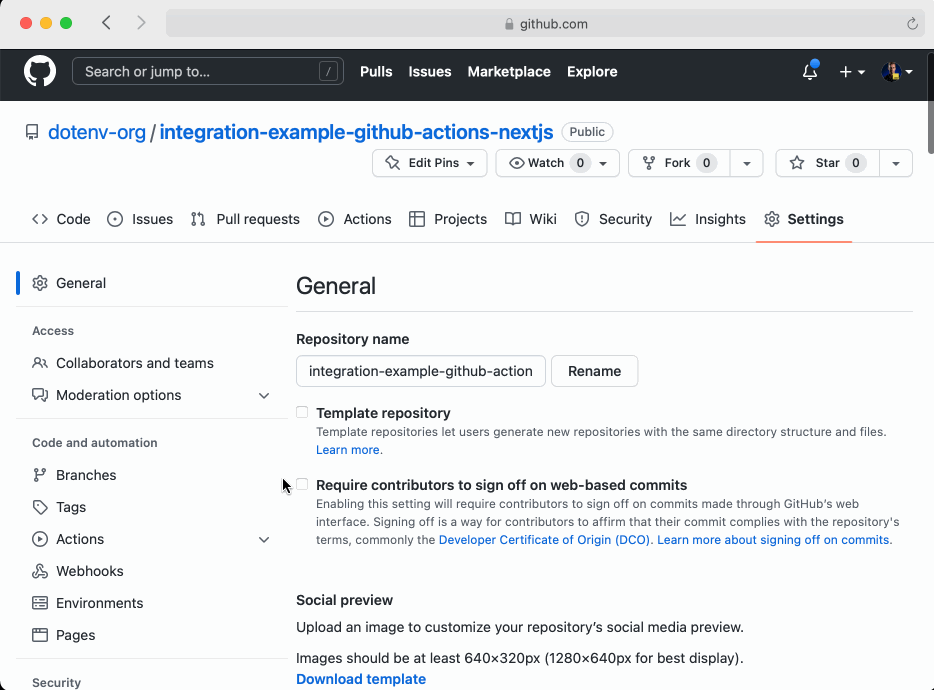 github.com
Search or jump to... /
Pulls Issues Marketplace Explore
dotenv-org / integration-example-github-actions-nextjs Public
Edit Pins Watch 0 Fork 0 Star 0
Code Issues Pull requests Actions Projects Wiki Security Insights Settings
General
Access
Collaborators and teams
Moderation options
Code and automation
Branches
Tags
Actions
Webhooks
Environments
Pages
Security
General
Repository name
integration-example-github-action Rename
Template repository
Template repositories let users generate new repositories with the same directory structure and files.
Learn more.
Require contributors to sign off on web-based commits
Enabling this setting will require contributors to sign off on commits made through GitHub's web
interface. Signing off is a way for contributors to affirm that their commit complies with the repository's
terms, commonly the Developer Certificate of Origin (DCO). Learn more about signing off on commits.
Social preview
Upload an image to customize your repository's social media preview.
Images should be at least 640×320px (1280×640px for best display).
Download template